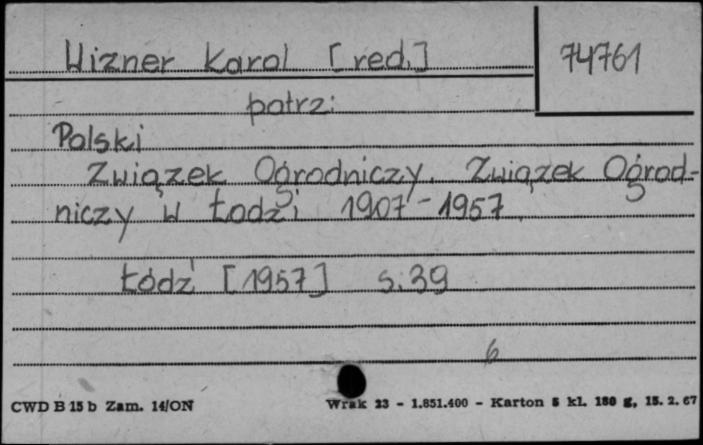 Wizner Karol [red.] 74761
patrz:
Polski
Związek Ogrodniczy. Związek Ogrod-
niczy w Łodzi 1907-1957.
Łódź [1957] s. 39
6
CWD B 15 b Zam. 14/ON Wrak 23 - 1.851.400 - Karton 5 kl. 180 g, 15. 2. 67